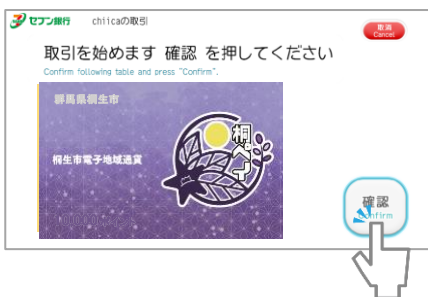 セブン銀行 chiicaの取引
取消
Cancel
取引を始めます 確認 を押してください
Confirm following table and press "Confirm".
群馬県桐生市
桐ペイ
桐生市電子地域通貨
確認
Confirm